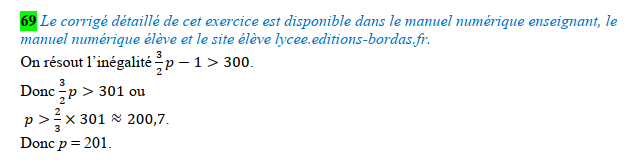 69 Le corrigé détaillé de cet exercice est disponible dans le manuel numérique enseignant, le
manuel numérique élève et le site élève lycee.editions-bordas.fr.
On résout l’inégalité $\frac{3}{2}p - 1 > 300$.
Donc $\frac{3}{2}p > 301$ ou
$p > \frac{2}{3} \times 301 \approx 200,7$.
Donc p = 201.